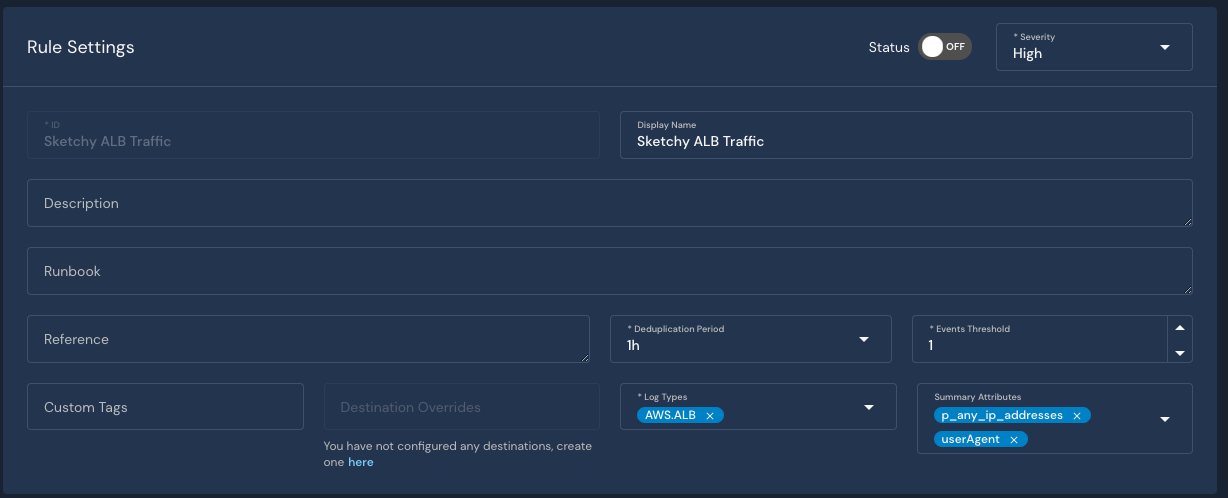 Rule Settings
Status
OFF
* Severity
High
* ID
Sketchy ALB Traffic
Display Name
Sketchy ALB Traffic
Description
Runbook
Reference
* Deduplication Period
1h
* Events Threshold
1
Custom Tags
Destination Overrides
You have not configured any destinations, create
one here
* Log Types
AWS.ALB ×
Summary Attributes
p_any_ip_addresses ×
userAgent ×